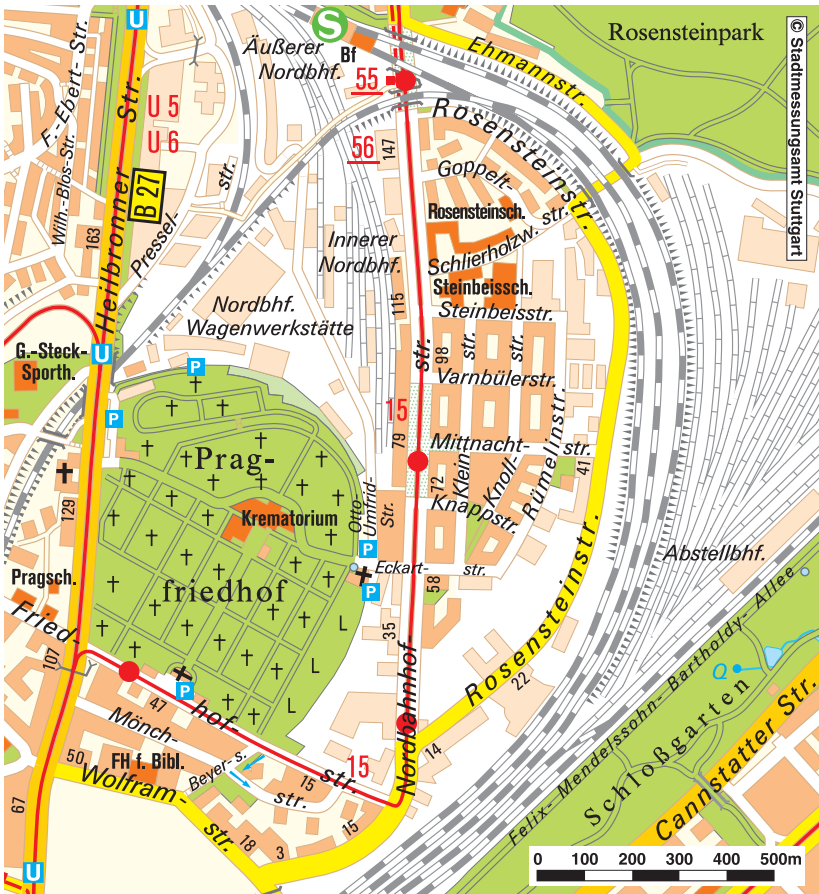 U
S
Äußerer
Nordbhf.
Bf
Ehmannstr.
Rosensteinpark
© Stadtmessungsamt Stuttgart
F.-Ebert-Str.
Wilh.-Blos-Str.
Heilbronner Str.
U 5
U 6
B 27
55
56
147
Rosensteinstr.
Goppelt-
str.
Rosensteinsch.
Schlierholzw.
Steinbeissch.
Steinbeisstr.
Innerer
Nordbhf.
163
Pressel-
str.
Nordbhf.
Wagenwerkstätte
115
98
str.
str.
str.
Varnbülerstr.
G.-Steck-
Sporth.
U
P
P
15
79
Mittnacht-
str.
Prag-
friedhof
Krematorium
129
Otto-
Umfrid-
Str.
72
Klein-
Knoll-
Knappstr.
Rümelinstr.
41
Rosensteinstr.
Abstellbhf.
P
P
Eckart-
str.
58
Pragsch.
Fried-
hof-
str.
107
35
L
L
L
P
47
Mönch-
str.
22
14
Nordbahnhof-
15
Felix-Mendelssohn-Bartholdy-Allee
Q
Schloßgarten
Cannstatter Str.
50
FH f. Bibl.
Beyer-s.
15
15
Wolfram-
str.
18
3
67
U
0 100m 200 300 400 500m